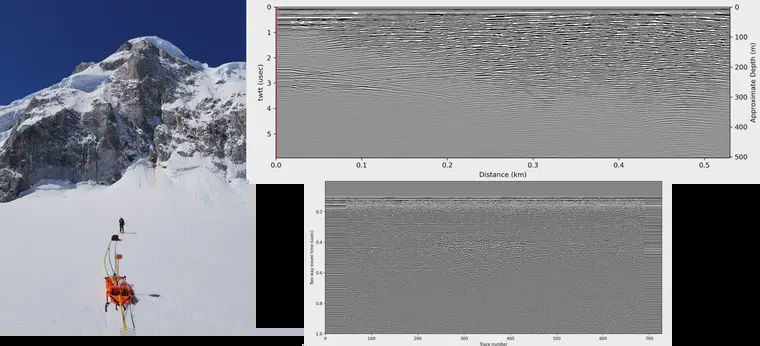 0 0
1 100
2 200
3 300
4 400
5 500
twtt (usec)
Approximate Depth (m)
0.0 0.1 0.2 0.3 0.4 0.5
Distance (km)
0.2
0.4
0.6
0.8
1.0
Two way travel time (usec)
0 100 200 300 400 500 600 700
Trace number